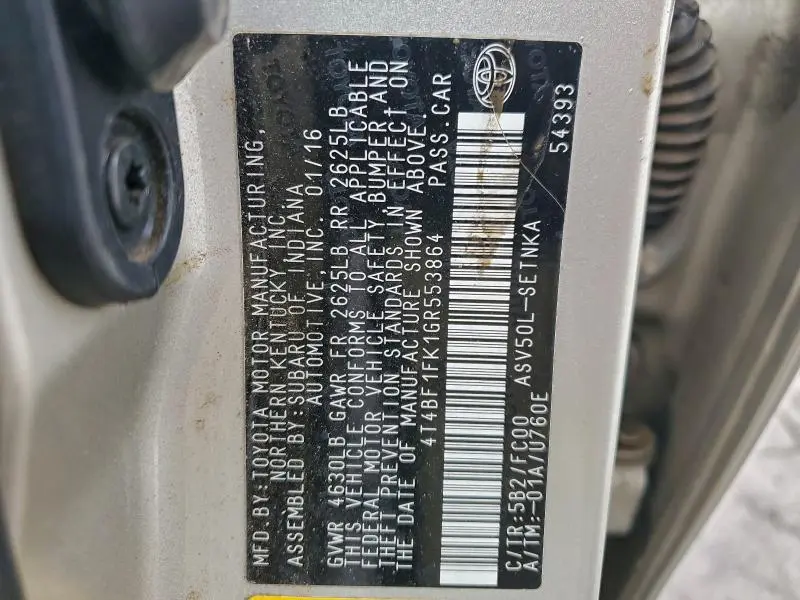 MFD.BY:TOYOTA MOTOR MANUFACTURING,
NORTHERN KENTUCKY INC.
ASSEMBLED BY:SUBARU OF INDIANA
AUTOMOTIVE, INC. 01/16
GVWR 4630LB GAWR FR 2625LB RR 2625LB
THIS VEHICLE CONFORMS TO ALL APPLICABLE
FEDERAL MOTOR VEHICLE SAFETY, BUMPER AND
THEFT PREVENTION STANDARDS IN EFFECT ON
THE DATE OF MANUFACTURE SHOWN ABOVE.
4T4BF1FK1GR553864 PASS.CAR
C/TR:5B2/FC00 ASV50L-SETNKA
A/TM:-01A/U760E 54393